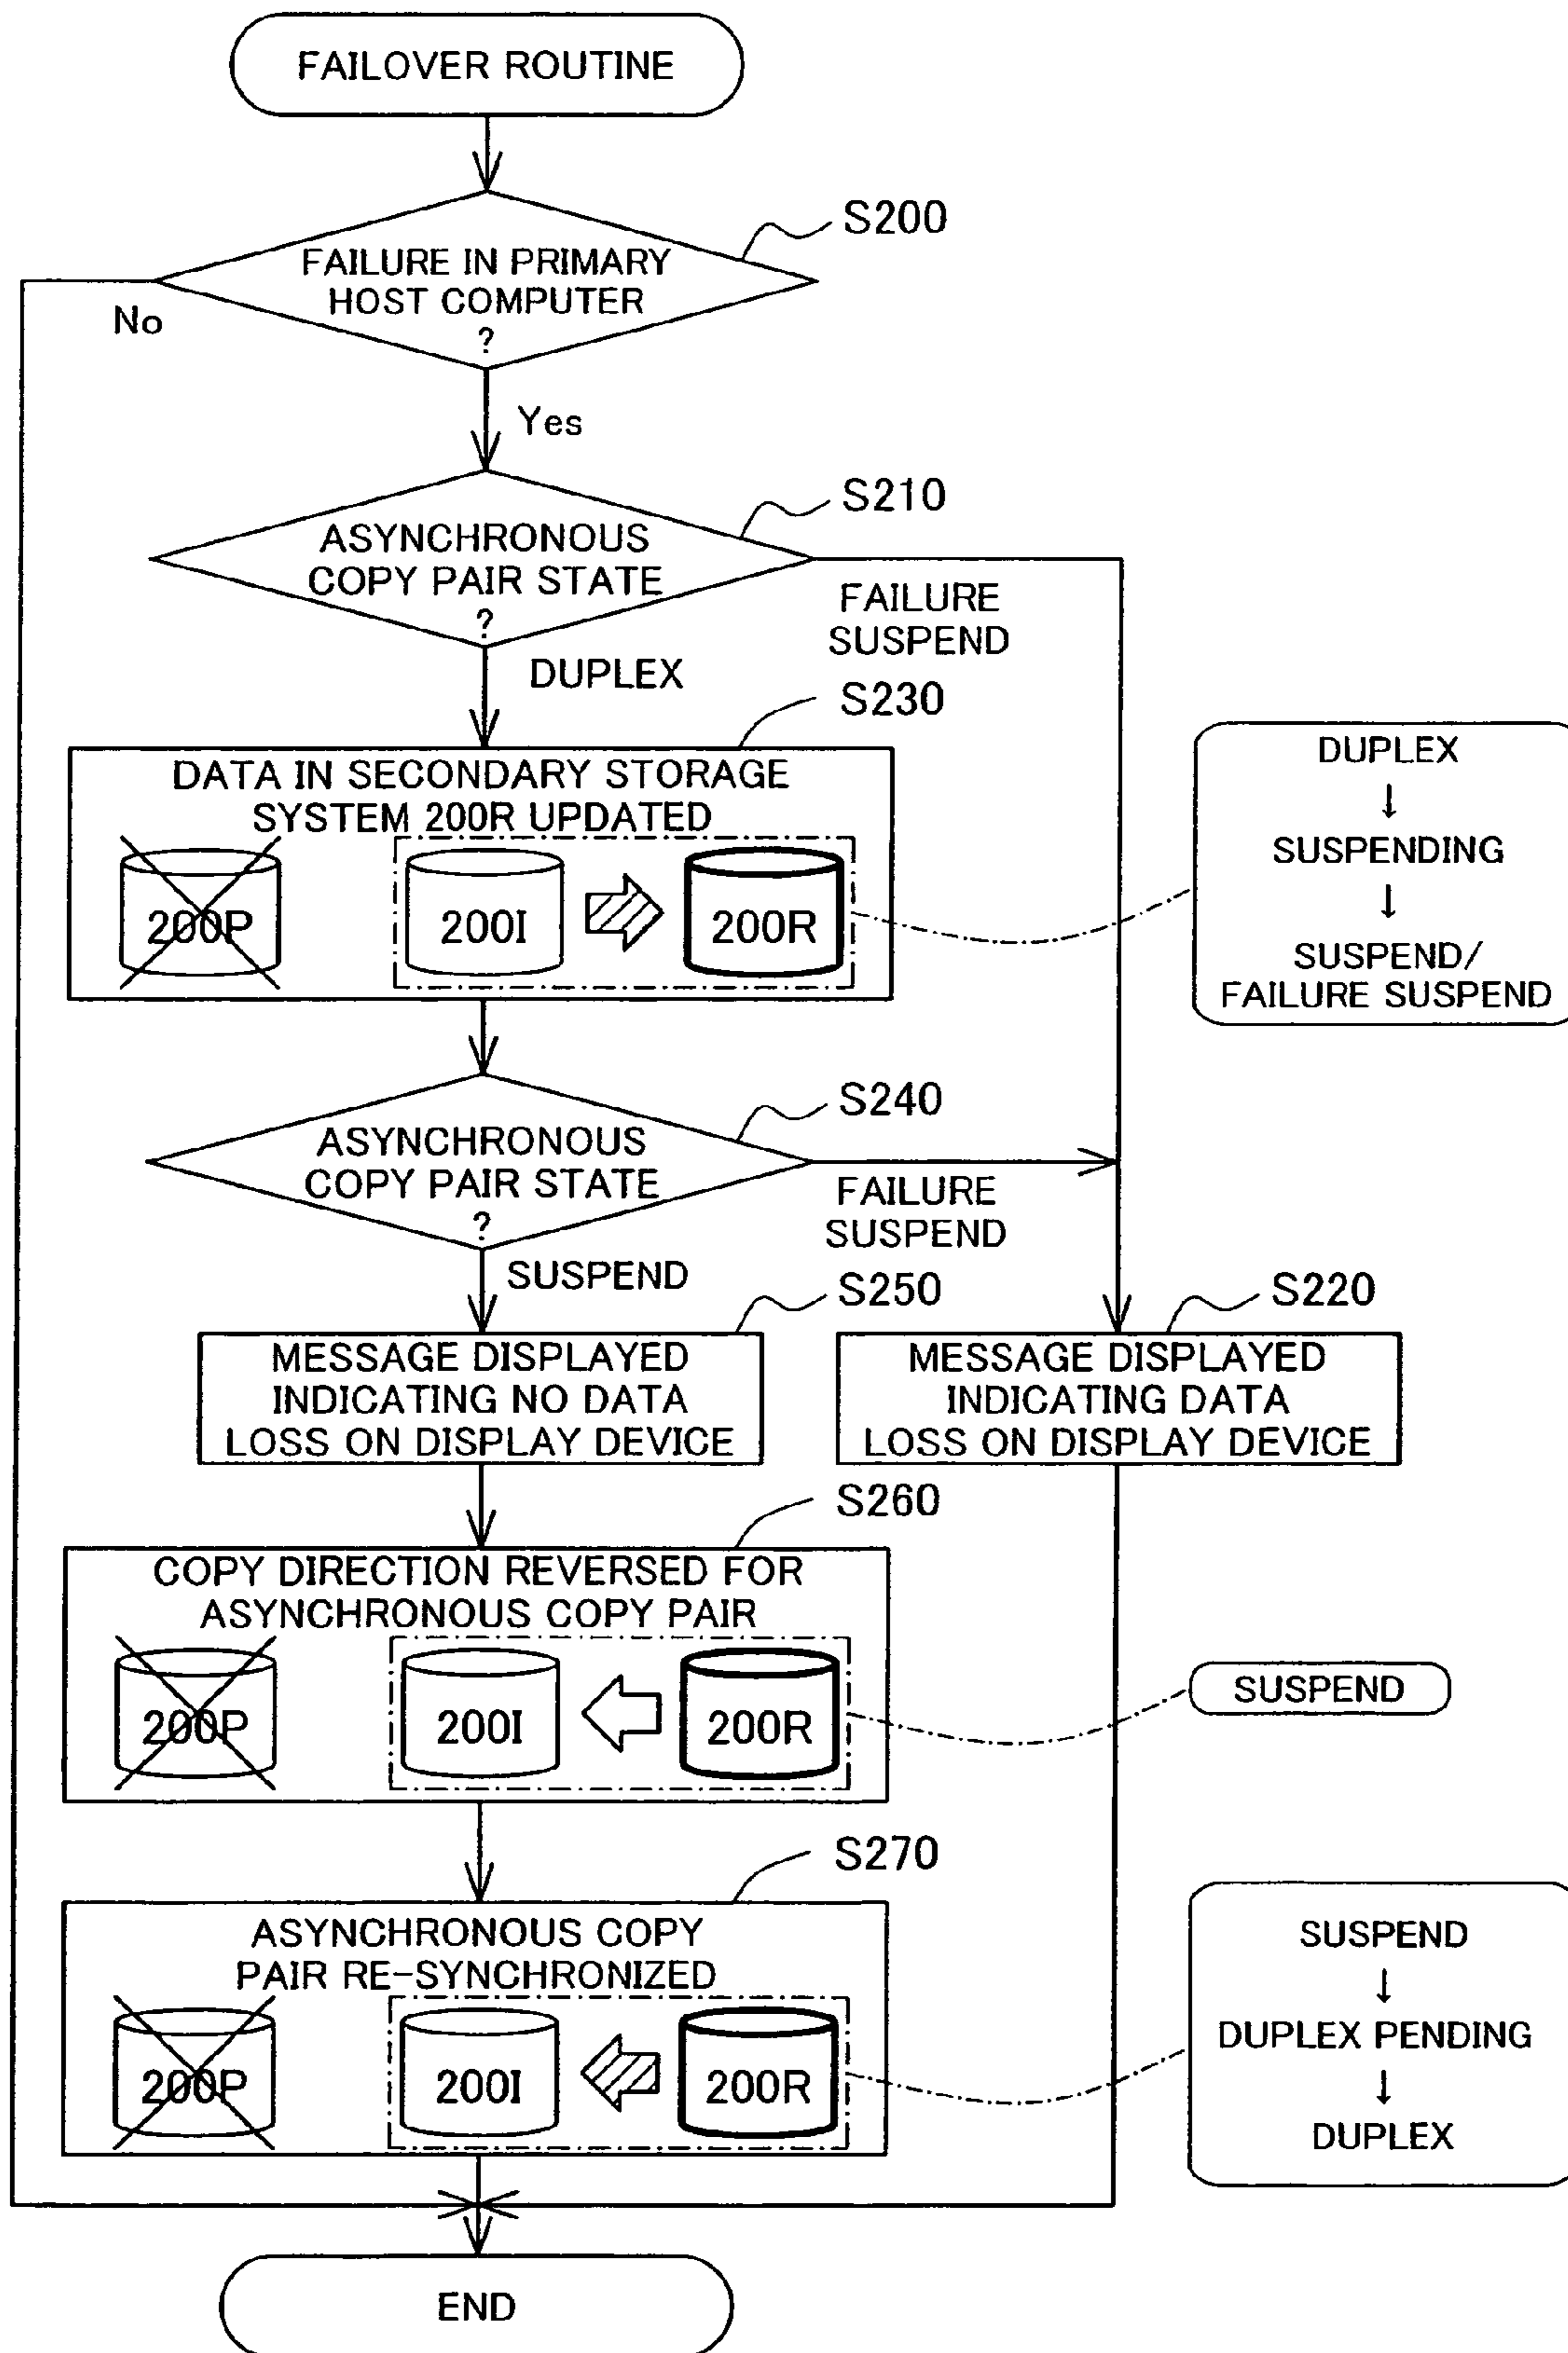 FAILOVER ROUTINE
S200
FAILURE IN PRIMARY
HOST COMPUTER
?
No
Yes
S210
ASYNCHRONOUS
COPY PAIR STATE
?
FAILURE
SUSPEND
DUPLEX
S230
DATA IN SECONDARY STORAGE
SYSTEM 200R UPDATED
200P
200I
200R
DUPLEX
↓
SUSPENDING
↓
SUSPEND/
FAILURE SUSPEND
S240
ASYNCHRONOUS
COPY PAIR STATE
?
FAILURE
SUSPEND
SUSPEND
S250
MESSAGE DISPLAYED
INDICATING NO DATA
LOSS ON DISPLAY DEVICE
S220
MESSAGE DISPLAYED
INDICATING DATA
LOSS ON DISPLAY DEVICE
S260
COPY DIRECTION REVERSED FOR
ASYNCHRONOUS COPY PAIR
200P
200I
200R
SUSPEND
S270
ASYNCHRONOUS COPY
PAIR RE-SYNCHRONIZED
200P
200I
200R
SUSPEND
↓
DUPLEX PENDING
↓
DUPLEX
END